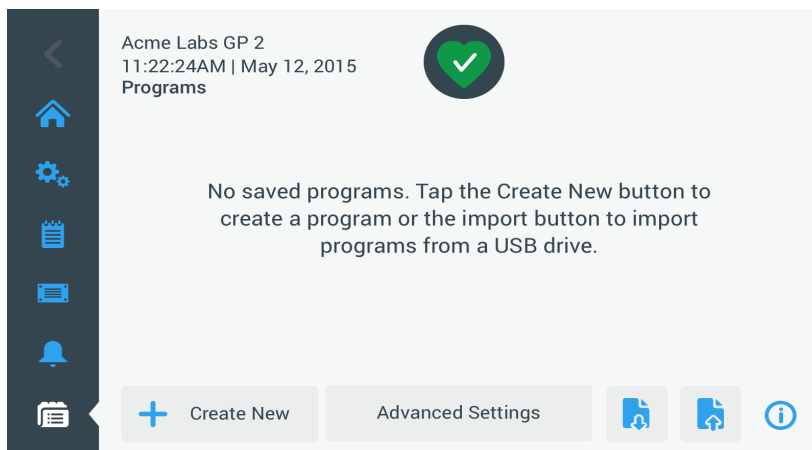 Acme Labs GP 2
11:22:24AM | May 12, 2015
Programs
No saved programs. Tap the Create New button to
create a program or the import button to import
programs from a USB drive.
Create New
Advanced Settings